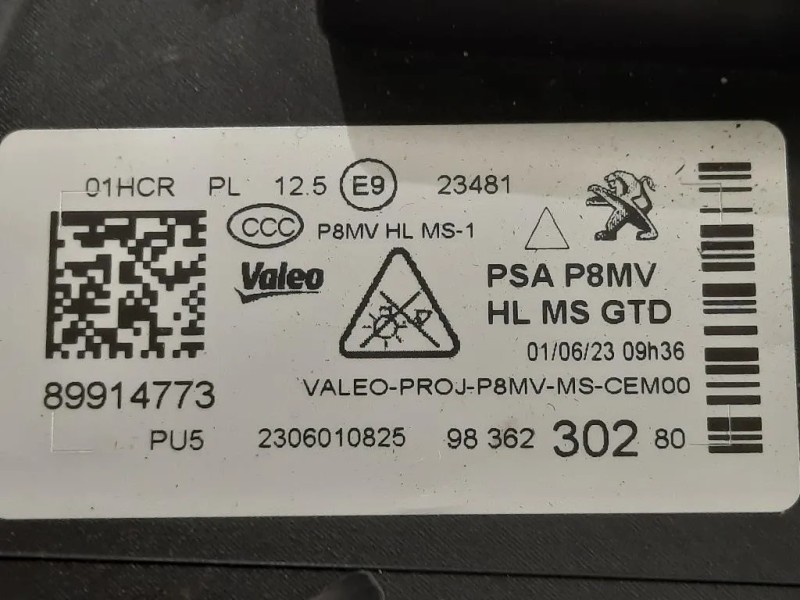 01HCR PL 12.5 E9 23481
CCC P8MV HL MS-1
Valeo
PSA P8MV
HL MS GTD
01/06/23 09h36
89914773
VALEO-PROJ-P8MV-MS-CEM00
PU5 2306010825 98 362 302 80